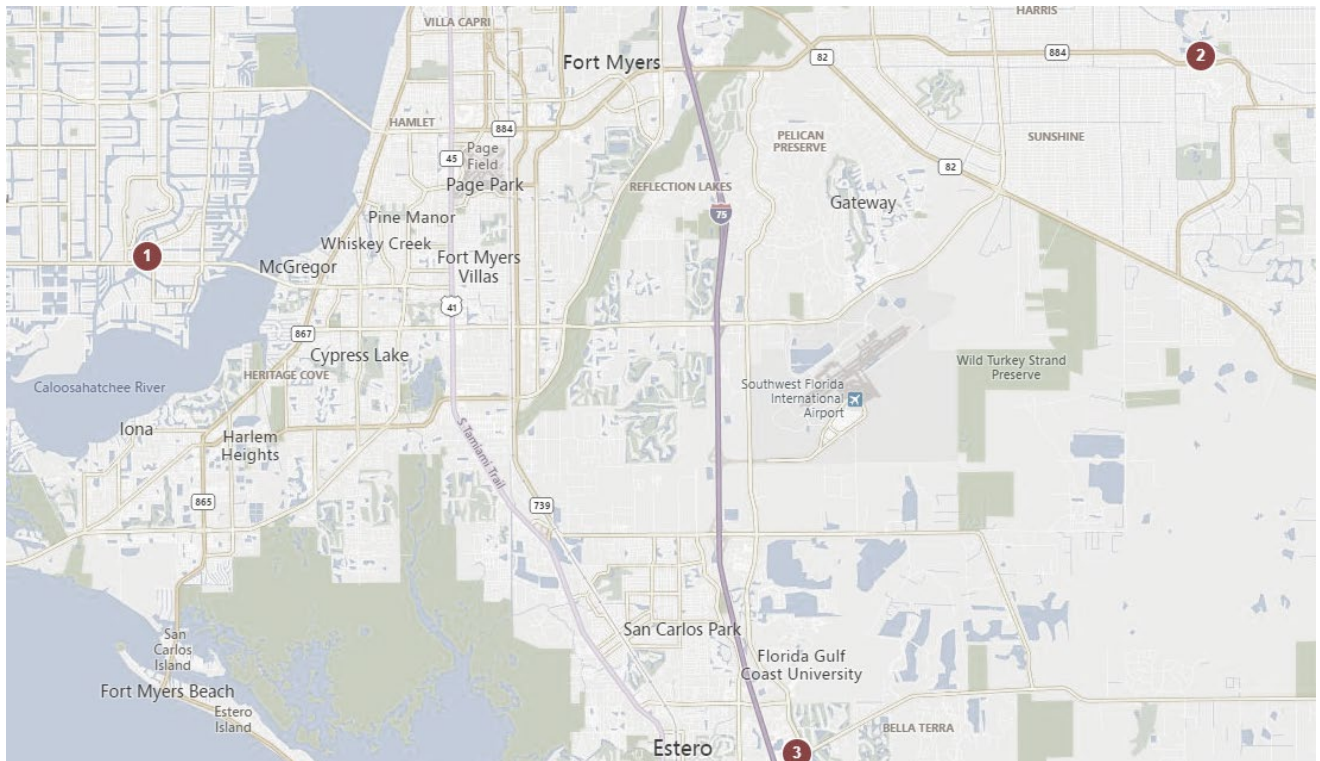 HARRIS
VILLA CAPRI
884
2
Fort Myers
82
HAMLET
884
PELICAN
PRESERVE
SUNSHINE
Page
Field
45
82
Page Park
REFLECTION LAKES
Gateway
75
Pine Manor
Whiskey Creek
1
McGregor
Fort Myers
Villas
41
867
Cypress Lake
HERITAGE COVE
Wild Turkey Strand
Preserve
Caloosahatchee River
Southwest Florida
International
Airport
Iona
Harlem
Heights
S Tamiami Trail
865
739
San
Carlos
Island
San Carlos Park
Florida Gulf
Coast University
Fort Myers Beach
Estero
Island
BELLA TERRA
Estero
3